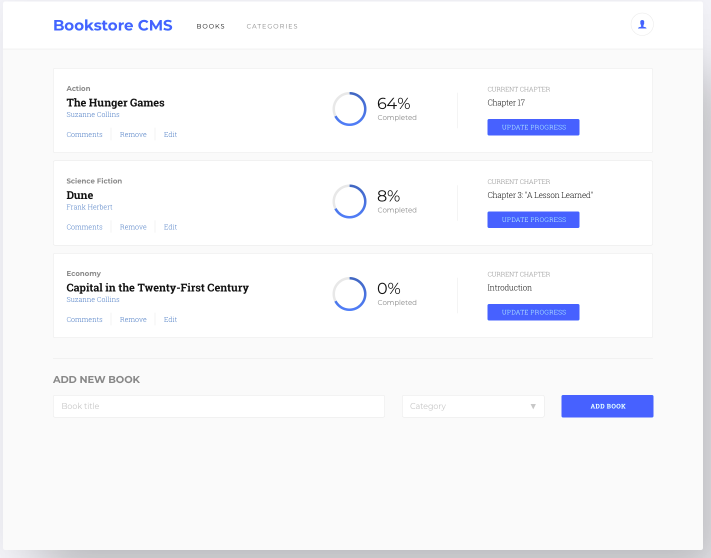 Bookstore CMS BOOKS CATEGORIES
Action
The Hunger Games
Suzanne Collins
Comments Remove Edit
64%
Completed
CURRENT CHAPTER
Chapter 17
UPDATE PROGRESS
Science Fiction
Dune
Frank Herbert
Comments Remove Edit
8%
Completed
CURRENT CHAPTER
Chapter 3: "A Lesson Learned"
UPDATE PROGRESS
Economy
Capital in the Twenty-First Century
Suzanne Collins
Comments Remove Edit
0%
Completed
CURRENT CHAPTER
Introduction
UPDATE PROGRESS
ADD NEW BOOK
Book title Category ADD BOOK